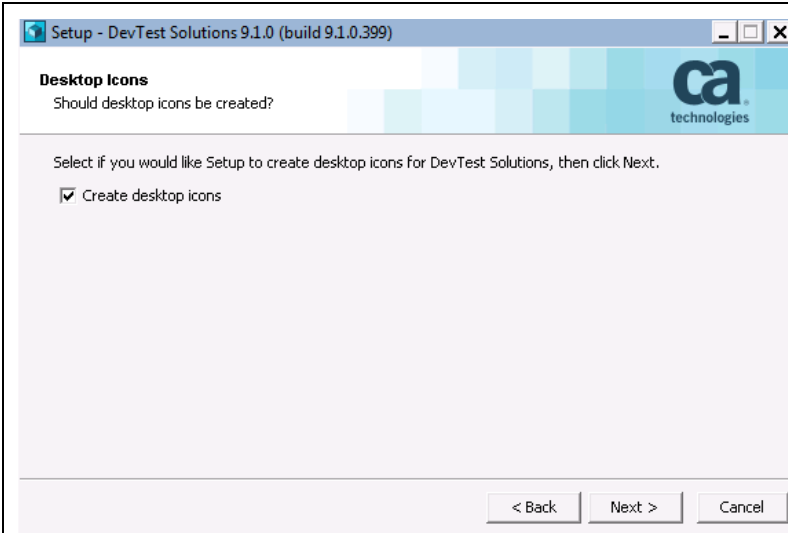 Setup - DevTest Solutions 9.1.0 (build 9.1.0.399)
Desktop Icons
Should desktop icons be created?
ca
technologies
Select if you would like Setup to create desktop icons for DevTest Solutions, then click Next.
Create desktop icons
< Back Next > Cancel